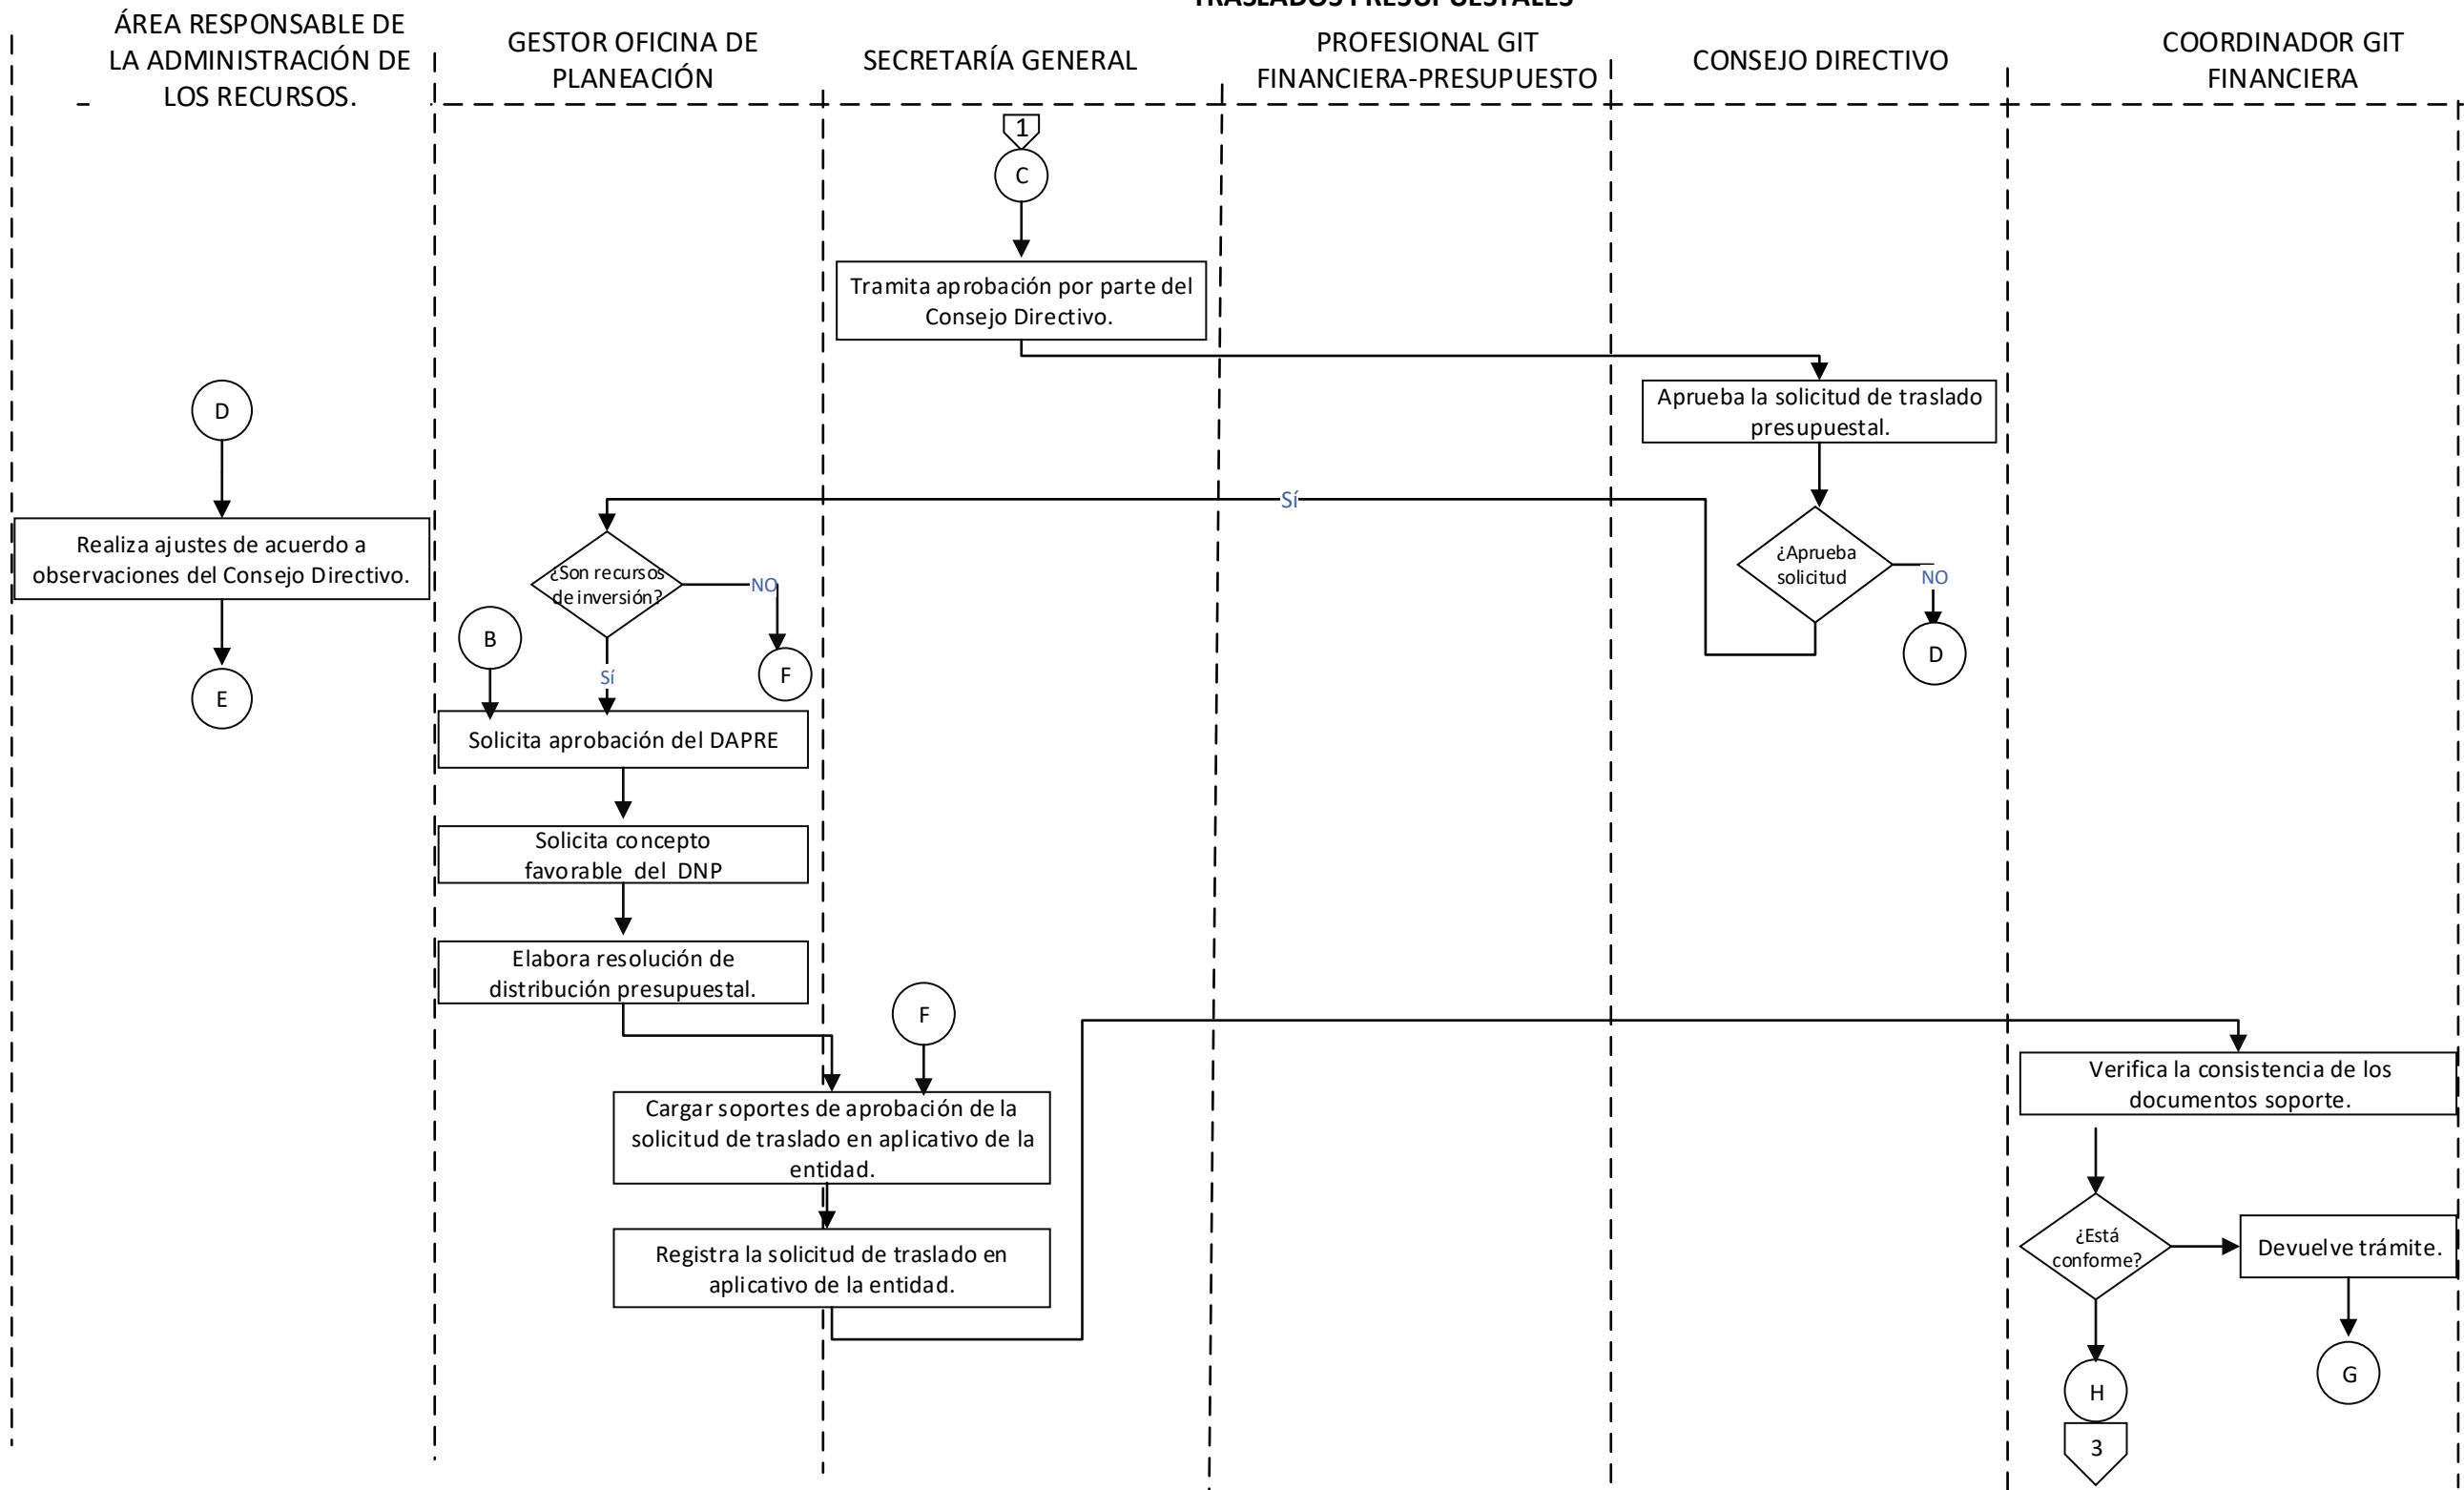 TRASLADOS PRESUPUESTALES
ÁREA RESPONSABLE DE
LA ADMINISTRACIÓN DE
LOS RECURSOS.
GESTOR OFICINA DE
PLANEACIÓN
SECRETARÍA GENERAL
PROFESIONAL GIT
FINANCIERA-PRESUPUESTO
CONSEJO DIRECTIVO
COORDINADOR GIT
FINANCIERA
1
C
Tramita aprobación por parte del
Consejo Directivo.
D
Aprueba la solicitud de traslado
presupuestal.
Sí
Realiza ajustes de acuerdo a
observaciones del Consejo Directivo.
¿Son recursos
de inversión?
NO
¿Aprueba
solicitud
NO
B
Sí
F
D
E
Solicita aprobación del DAPRE
Solicita concepto
favorable del DNP
Elabora resolución de
distribución presupuestal.
F
Cargar soportes de aprobación de la
solicitud de traslado en aplicativo de la
entidad.
Verifica la consistencia de los
documentos soporte.
Registra la solicitud de traslado en
aplicativo de la entidad.
¿Está
conforme?
Devuelve trámite.
G
H
3